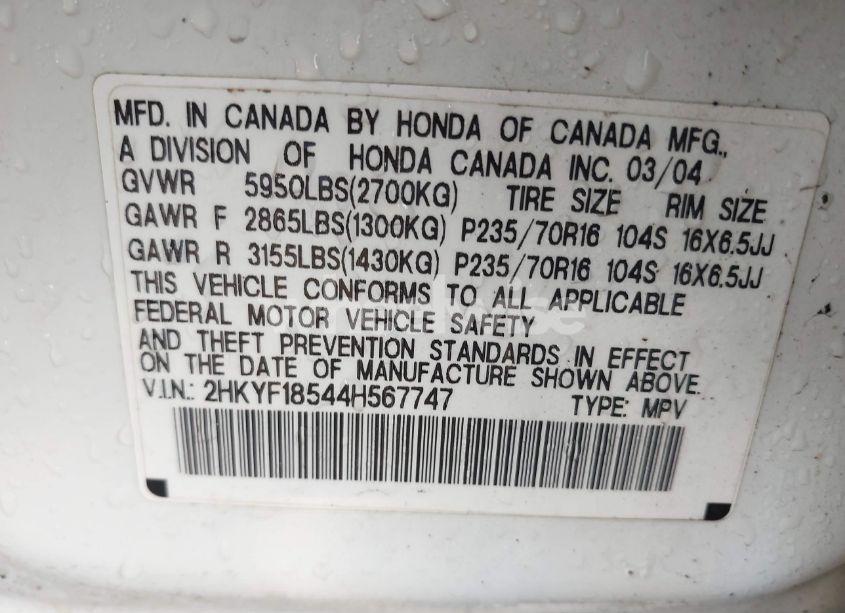 MFD. IN CANADA BY HONDA OF CANADA MFG.,
A DIVISION OF HONDA CANADA INC. 03/04
GVWR 5950LBS(2700KG) TIRE SIZE RIM SIZE
GAWR F 2865LBS(1300KG) P235/70R16 104S 16X6.5JJ
GAWR R 3155LBS(1430KG) P235/70R16 104S 16X6.5JJ
THIS VEHICLE CONFORMS TO ALL APPLICABLE
FEDERAL MOTOR VEHICLE SAFETY
AND THEFT PREVENTION STANDARDS IN EFFECT
ON THE DATE OF MANUFACTURE SHOWN ABOVE.
V.I.N.: 2HKYF18544H567747 TYPE: MPV